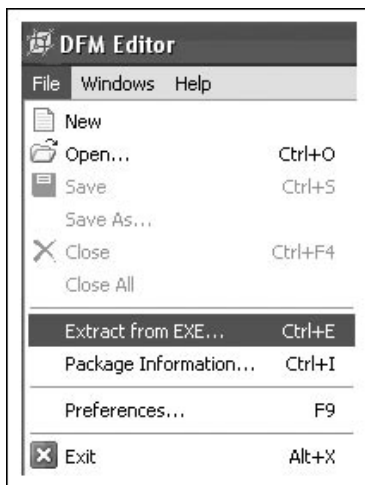 DFM Editor
File Windows Help
New
Open... Ctrl+O
Save Ctrl+S
Save As...
Close Ctrl+F4
Close All
Extract from EXE... Ctrl+E
Package Information... Ctrl+I
Preferences... F9
Exit Alt+X